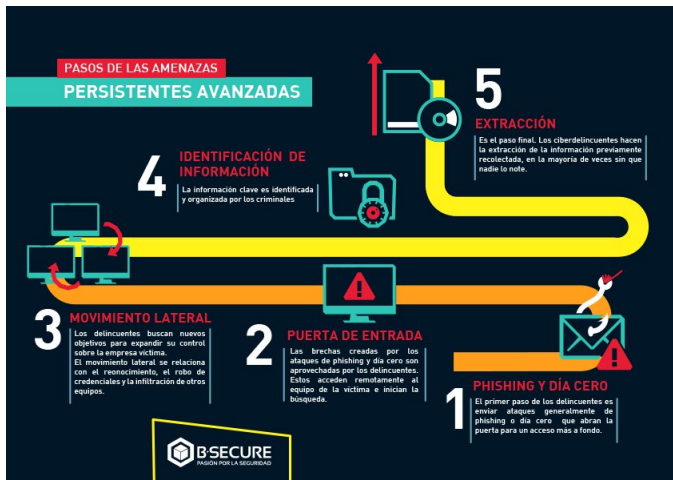 PASOS DE LAS AMENAZAS
PERSISTENTES AVANZADAS
5
EXTRACCIÓN
Es el paso final. Los ciberdelincuentes hacen
la extracción de la información previamente
recolectada, en la mayoría de veces sin que
nadie lo note.
4
IDENTIFICACIÓN DE
INFORMACIÓN
La información clave es identificada
y organizada por los criminales
3
MOVIMIENTO LATERAL
Los delincuentes buscan nuevos
objetivos para expandir su control
sobre la empresa víctima.
El movimiento lateral se relaciona
con el reonocimiento, el robo de
credenciales y la infiltración de otros
equipos.
2
PUERTA DE ENTRADA
Las brechas creadas por los
ataques de phishing y día cero son
aprovechadas por los delincuentes.
Estos acceden remotamente al
equipo de la víctima e inician la
búsqueda.
1
PHISHING Y DÍA CERO
El primer paso de los delincuentes es
enviar ataques generalmente de
phishing o día cero que abran la
puerta para un acceso más a fondo.
B·SECURE
PASIÓN POR LA SEGURIDAD